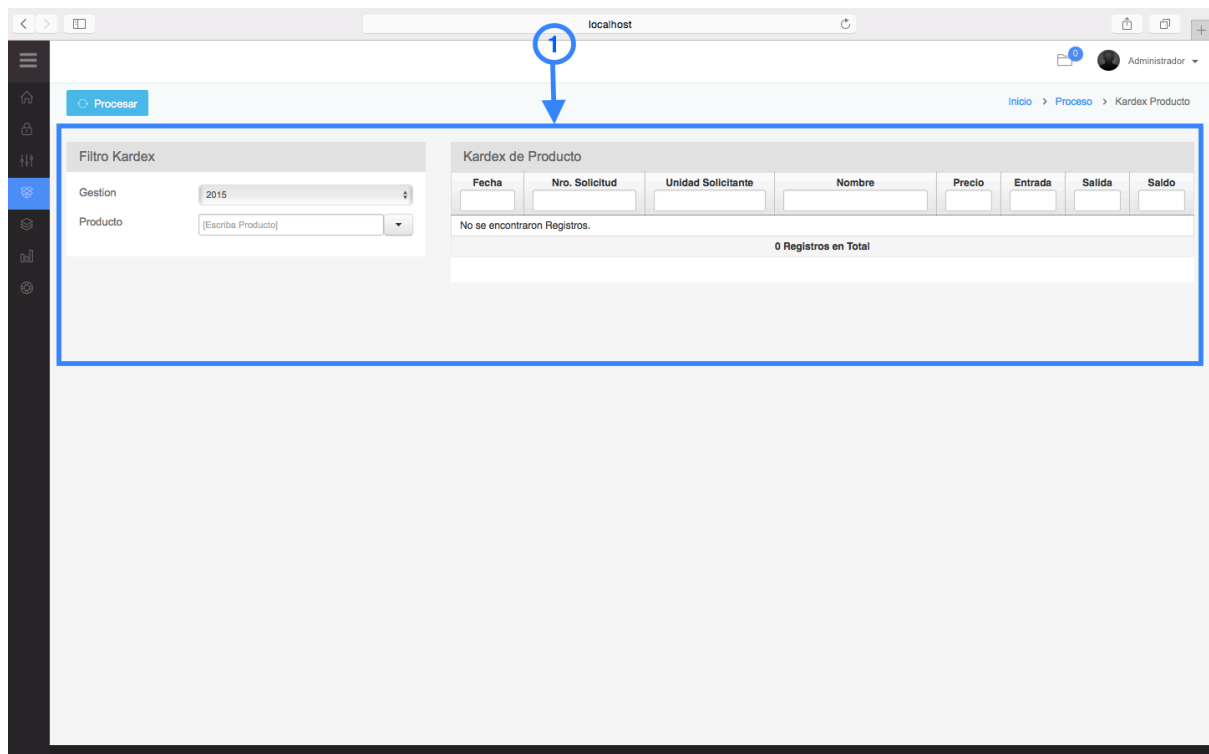 localhost
1
0
Administrador
Procesar
Inicio > Proceso > Kardex Producto
Filtro Kardex
Gestion 2015
Producto [Escriba Producto]
Kardex de Producto
Fecha Nro. Solicitud Unidad Solicitante Nombre Precio Entrada Salida Saldo
No se encontraron Registros.
0 Registros en Total